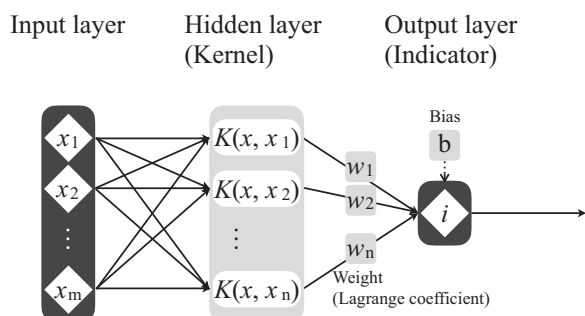 Input layer
Hidden layer
(Kernel)
Output layer
(Indicator)
Bias
b
x1
x2
⋮
xm
K(x, x1)
K(x, x2)
⋮
K(x, xn)
w1
w2
wn
i
Weight
(Lagrange coefficient)